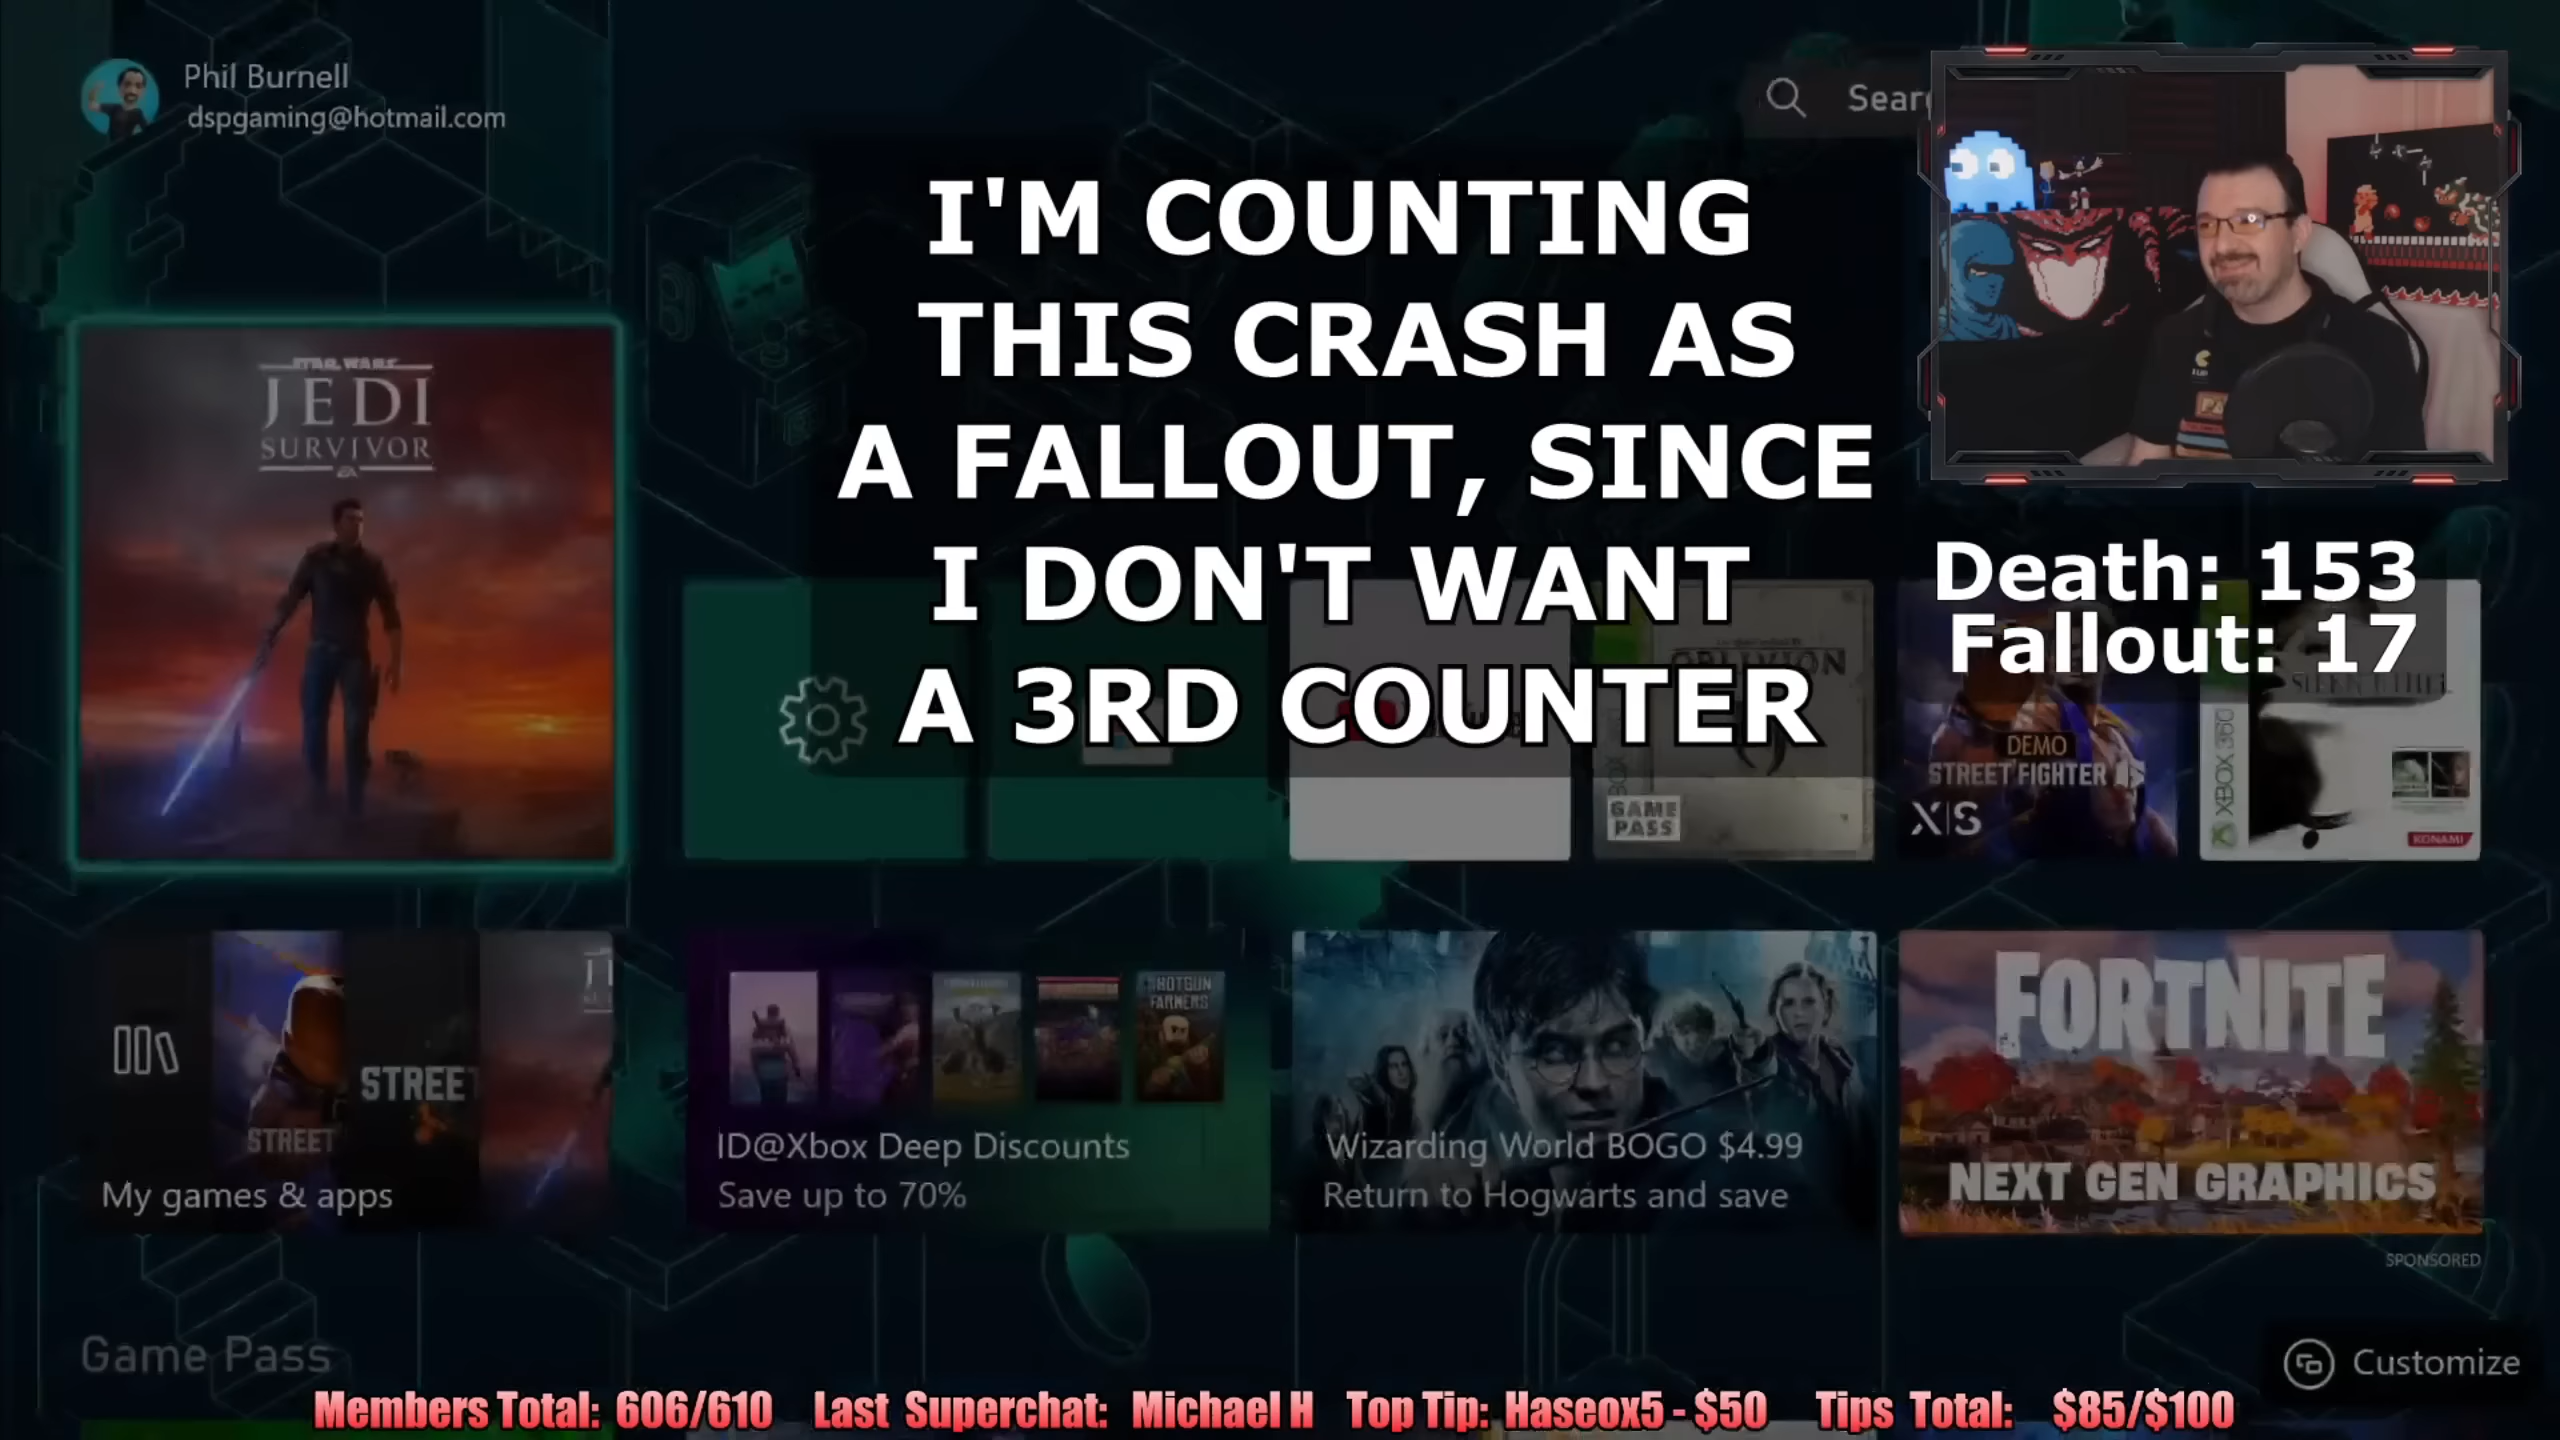 Phil Burnell
dspgaming@hotmail.com
I'M COUNTING
THIS CRASH AS
A FALLOUT, SINCE
I DON'T WANT
A 3RD COUNTER
Death: 153
Fallout: 17
STAR WARS
JEDI
SURVIVOR
EA
OBLIVION
GAME
PASS
DEMO
STREET FIGHTER
X|S
XBOX 360
KONAMI
STREET
STREET
My games & apps
SHOTGUN
FARMERS
ID@Xbox Deep Discounts
Save up to 70%
Wizarding World BOGO $4.99
Return to Hogwarts and save
FORTNITE
NEXT GEN GRAPHICS
SPONSORED
Game Pass
Customize
Members Total: 606/610 Last Superchat: Michael H Top Tip: Haseox5 - $50 Tips Total: $85/$100